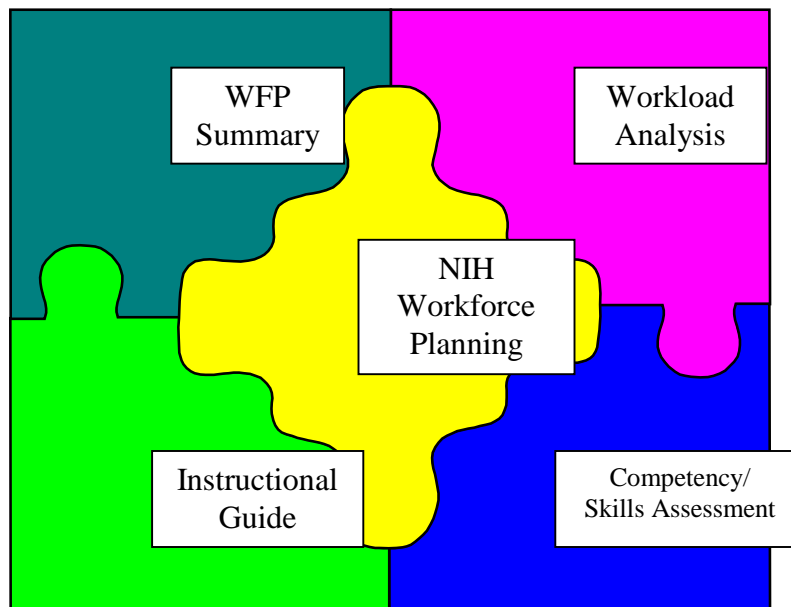 WFP
Summary
Workload
Analysis
NIH
Workforce
Planning
Instructional
Guide
Competency/
Skills Assessment